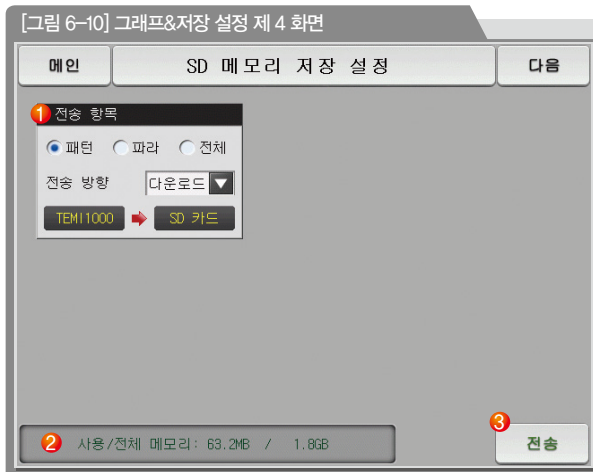 [그림 6-10] 그래프&저장 설정 제 4 화면
메인 SD 메모리 저장 설정 다음
1 전송 항목
패턴 파라 전체
전송 방향 다운로드
TEMI1000 SD 카드
3
2 사용/전체 메모리: 63.2MB / 1.8GB 전송